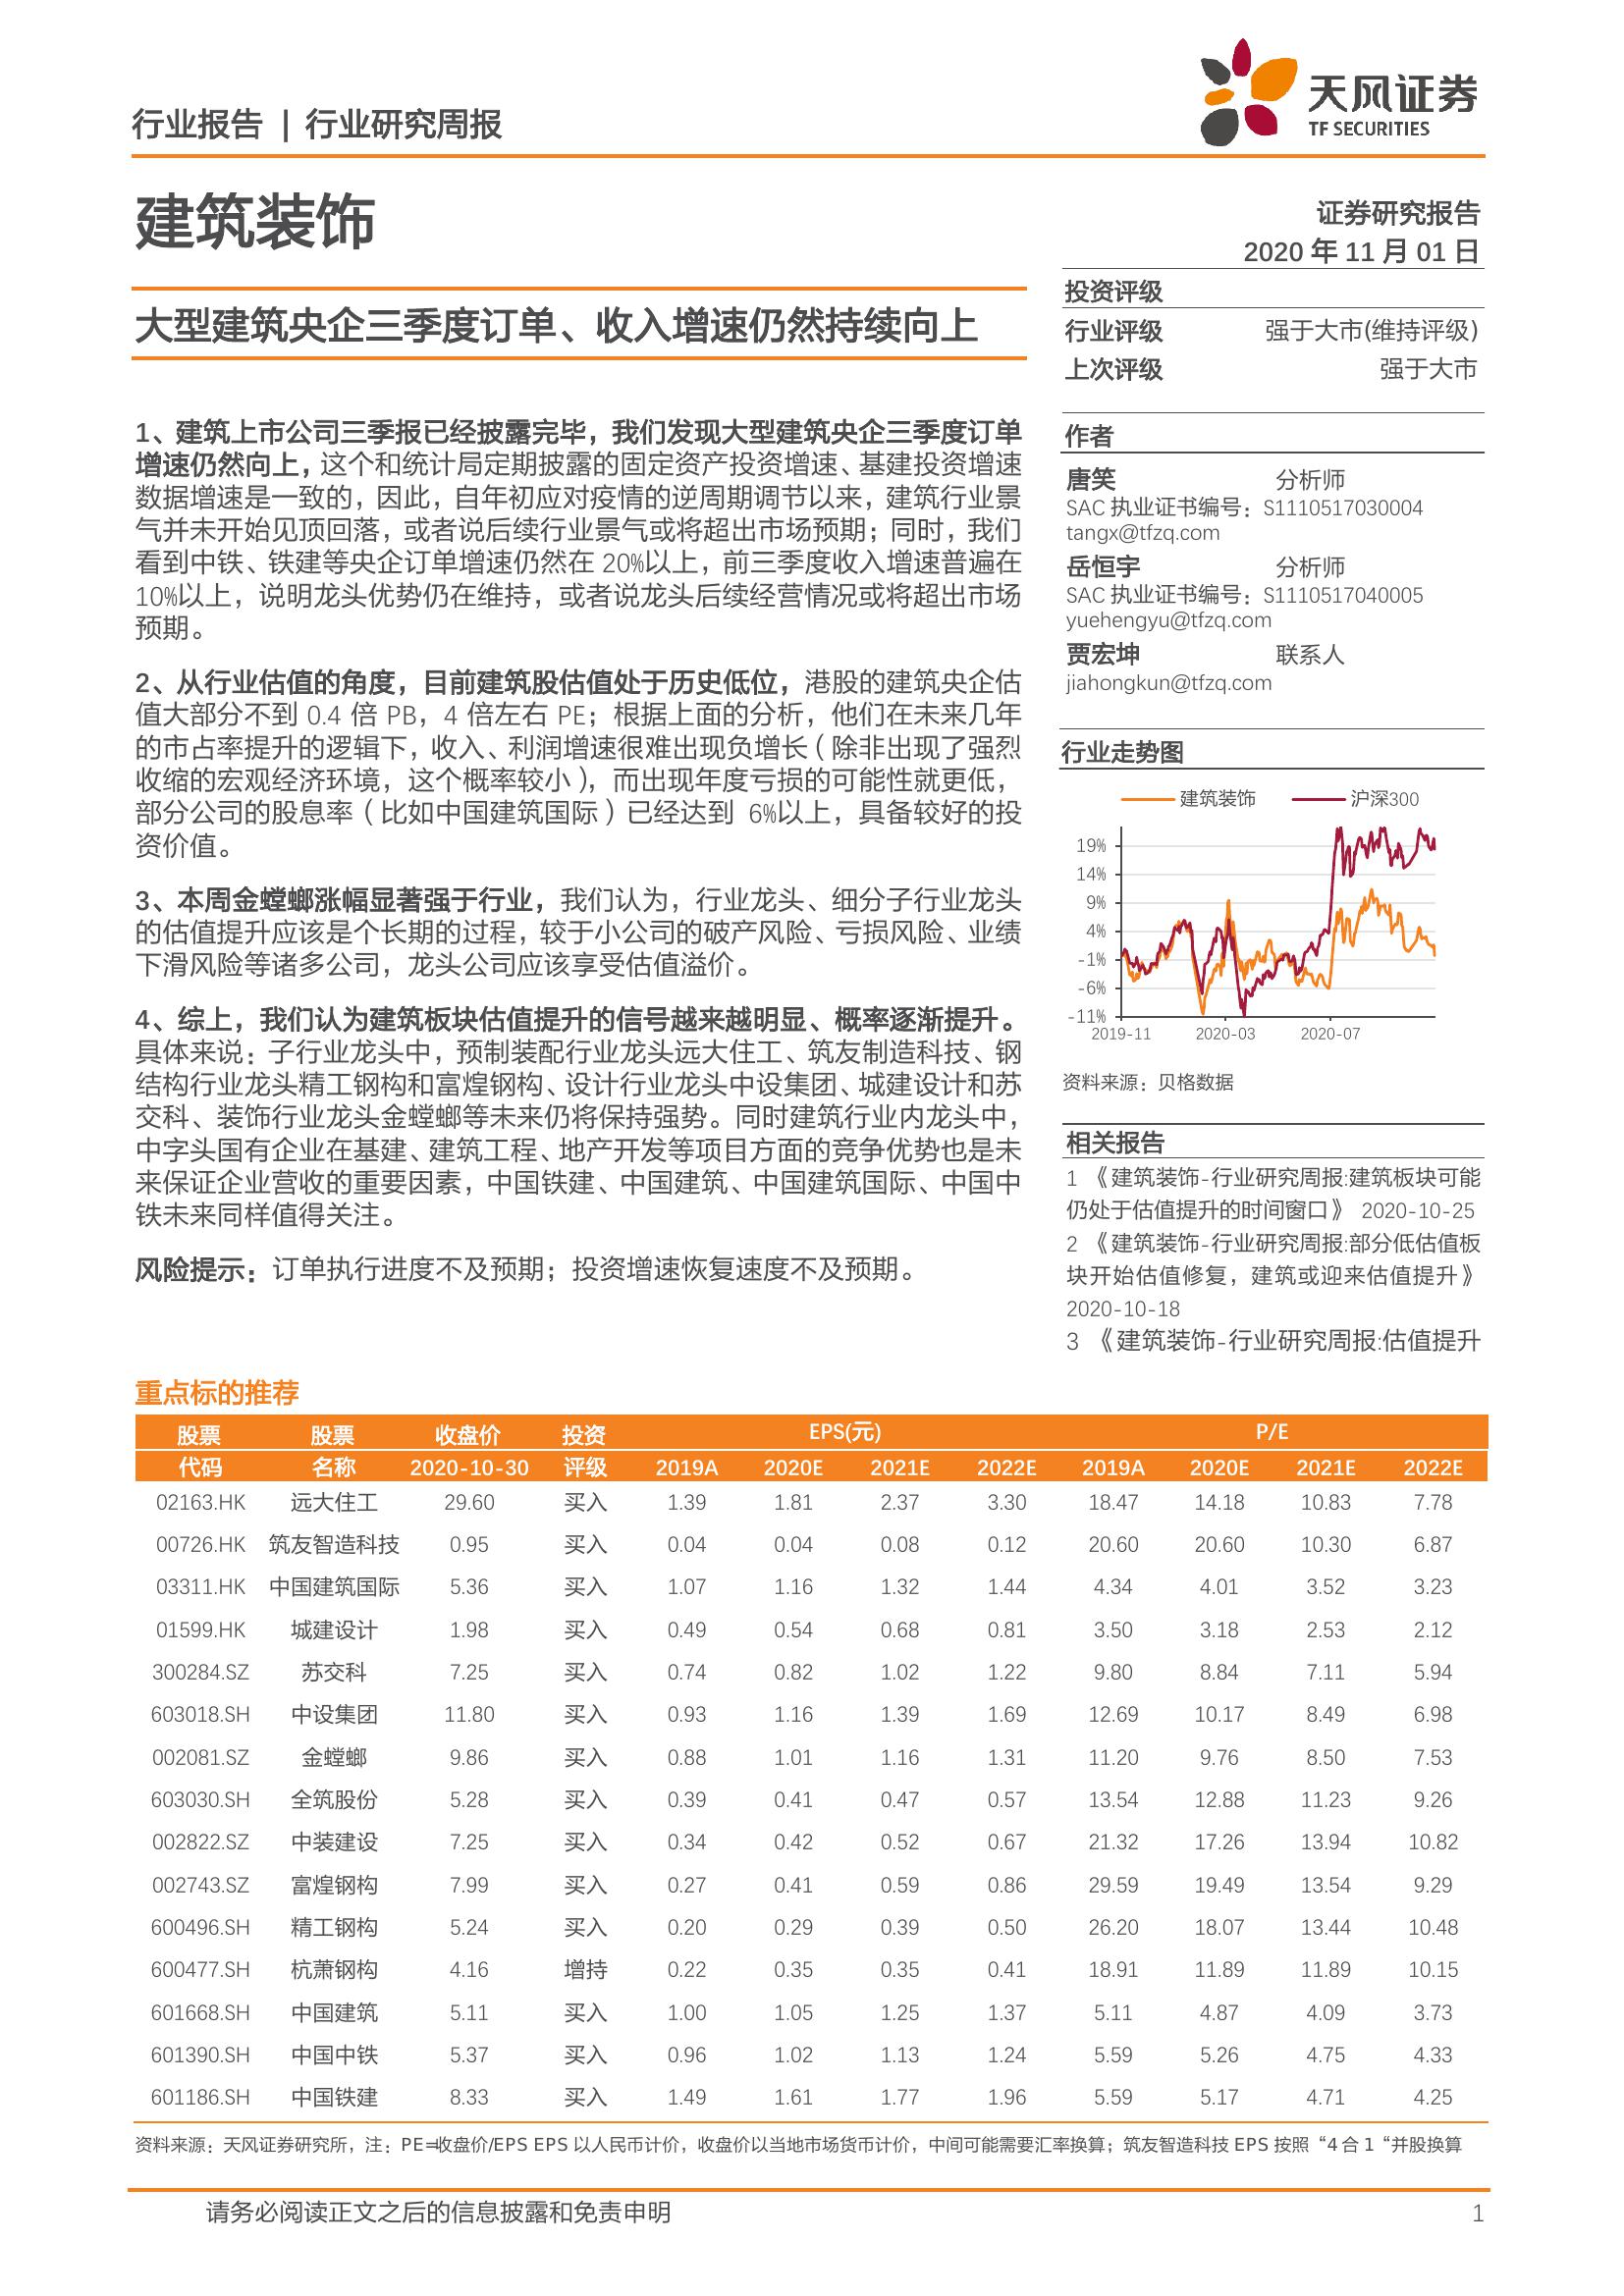 行业报告 | 行业研究周报
天风证券
TF SECURITIES
建筑装饰
证券研究报告
2020 年 11 月 01 日
大型建筑央企三季度订单、收入增速仍然持续向上
1、建筑上市公司三季报已经披露完毕，我们发现大型建筑央企三季度订单
增速仍然向上，这个和统计局定期披露的固定资产投资增速、基建投资增速
数据增速是一致的，因此，自年初应对疫情的逆周期调节以来，建筑行业景
气并未开始见顶回落，或者说后续行业景气或将超出市场预期；同时，我们
看到中铁、铁建等央企订单增速仍然在 20%以上，前三季度收入增速普遍在
10%以上，说明龙头优势仍在维持，或者说龙头后续经营情况或将超出市场
预期。
2、从行业估值的角度，目前建筑股估值处于历史低位，港股的建筑央企估
值大部分不到 0.4 倍 PB，4 倍左右 PE；根据上面的分析，他们在未来几年
的市占率提升的逻辑下，收入、利润增速很难出现负增长（除非出现了强烈
收缩的宏观经济环境，这个概率较小），而出现年度亏损的可能性就更低，
部分公司的股息率（比如中国建筑国际）已经达到 6%以上，具备较好的投
资价值。
3、本周金螳螂涨幅显著强于行业，我们认为，行业龙头、细分子行业龙头
的估值提升应该是个长期的过程，较于小公司的破产风险、亏损风险、业绩
下滑风险等诸多公司，龙头公司应该享受估值溢价。
4、综上，我们认为建筑板块估值提升的信号越来越明显、概率逐渐提升。
具体来说：子行业龙头中，预制装配行业龙头远大住工、筑友制造科技、钢
结构行业龙头精工钢构和富煌钢构、设计行业龙头中设集团、城建设计和苏
交科、装饰行业龙头金螳螂等未来仍将保持强势。同时建筑行业内龙头中，
中字头国有企业在基建、建筑工程、地产开发等项目方面的竞争优势也是未
来保证企业营收的重要因素，中国铁建、中国建筑、中国建筑国际、中国中
铁未来同样值得关注。
风险提示：订单执行进度不及预期；投资增速恢复速度不及预期。
投资评级
行业评级 强于大市(维持评级)
上次评级 强于大市
作者
唐笑 分析师
SAC 执业证书编号：S1110517030004
tangx@tfzq.com
岳恒宇 分析师
SAC 执业证书编号：S1110517040005
yuehengyu@tfzq.com
贾宏坤 联系人
jiahongkun@tfzq.com
行业走势图
建筑装饰 沪深300
19%
14%
9%
4%
-1%
-6%
-11%
2019-11 2020-03 2020-07
资料来源：贝格数据
相关报告
1 《建筑装饰-行业研究周报:建筑板块可能
仍处于估值提升的时间窗口》 2020-10-25
2 《建筑装饰-行业研究周报:部分低估值板
块开始估值修复，建筑或迎来估值提升》
2020-10-18
3 《建筑装饰-行业研究周报:估值提升
重点标的推荐
股票 股票 收盘价 投资 EPS(元) P/E
代码 名称 2020-10-30 评级 2019A 2020E 2021E 2022E 2019A 2020E 2021E 2022E
02163.HK 远大住工 29.60 买入 1.39 1.81 2.37 3.30 18.47 14.18 10.83 7.78
00726.HK 筑友智造科技 0.95 买入 0.04 0.04 0.08 0.12 20.60 20.60 10.30 6.87
03311.HK 中国建筑国际 5.36 买入 1.07 1.16 1.32 1.44 4.34 4.01 3.52 3.23
01599.HK 城建设计 1.98 买入 0.49 0.54 0.68 0.81 3.50 3.18 2.53 2.12
300284.SZ 苏交科 7.25 买入 0.74 0.82 1.02 1.22 9.80 8.84 7.11 5.94
603018.SH 中设集团 11.80 买入 0.93 1.16 1.39 1.69 12.69 10.17 8.49 6.98
002081.SZ 金螳螂 9.86 买入 0.88 1.01 1.16 1.31 11.20 9.76 8.50 7.53
603030.SH 全筑股份 5.28 买入 0.39 0.41 0.47 0.57 13.54 12.88 11.23 9.26
002822.SZ 中装建设 7.25 买入 0.34 0.42 0.52 0.67 21.32 17.26 13.94 10.82
002743.SZ 富煌钢构 7.99 买入 0.27 0.41 0.59 0.86 29.59 19.49 13.54 9.29
600496.SH 精工钢构 5.24 买入 0.20 0.29 0.39 0.50 26.20 18.07 13.44 10.48
600477.SH 杭萧钢构 4.16 增持 0.22 0.35 0.35 0.41 18.91 11.89 11.89 10.15
601668.SH 中国建筑 5.11 买入 1.00 1.05 1.25 1.37 5.11 4.87 4.09 3.73
601390.SH 中国中铁 5.37 买入 0.96 1.02 1.13 1.24 5.59 5.26 4.75 4.33
601186.SH 中国铁建 8.33 买入 1.49 1.61 1.77 1.96 5.59 5.17 4.71 4.25
资料来源：天风证券研究所，注：PE=收盘价/EPS EPS 以人民币计价，收盘价以当地市场货币计价，中间可能需要汇率换算；筑友智造科技 EPS 按照“4 合 1“并股换算
请务必阅读正文之后的信息披露和免责申明 1